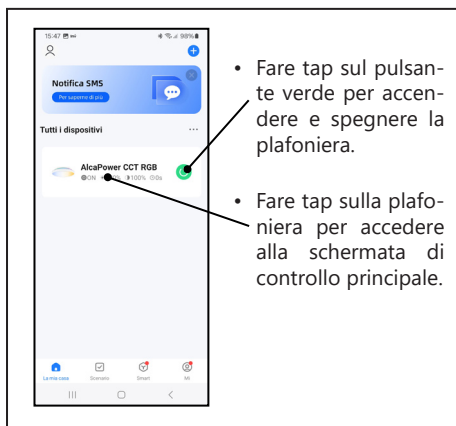 15:47
98%
Notifica SMS
Per saperne di più
Tutti i dispositivi
AlcaPower CCT RGB
ON
100%
0s
La mia casa
Scenario
Smart
Mi
• Fare tap sul pulsan-
te verde per accen-
dere e spegnere la
plafoniera.
• Fare tap sulla plafo-
niera per accedere
alla schermata di
controllo principale.